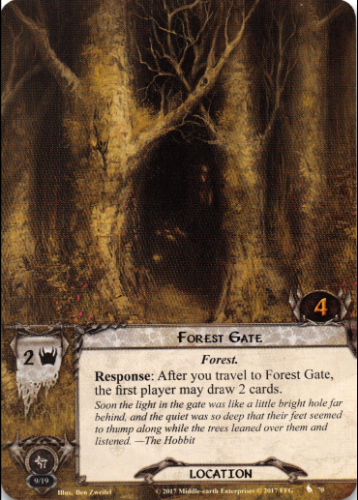 4
FOREST GATE
2
Forest.
Response: After you travel to Forest Gate,
the first player may draw 2 cards.
Soon the light in the gate was like a little bright hole far
behind, and the quiet was so deep that their feet seemed
to thump along while the trees leaned over them and
listened. —The Hobbit
9/19
LOCATION
Illus. Ben Zweifel
© 2017 Middle-earth Enterprises © 2017 FFG
70